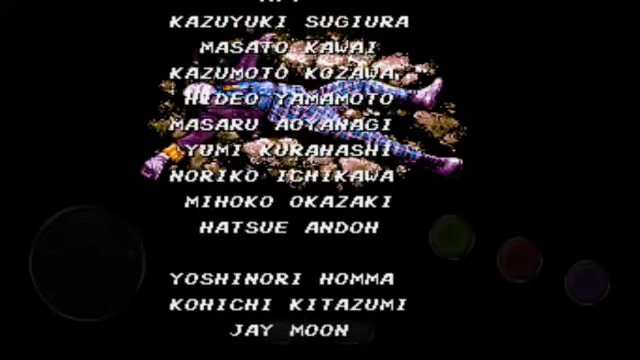 KAZUYUKI SUGIURA
MASATO KAWAI
KAZUMOTO KOZAWA
HIDEO YAMAMOTO
MASARU AOYANAGI
YUMI KURAHASHI
NORIKO ICHIKAWA
MIHOKO OKAZAKI
HATSUE ANDOH
YOSHINORI HOMMA
KOHICHI KITAZUMI
JAY MOON